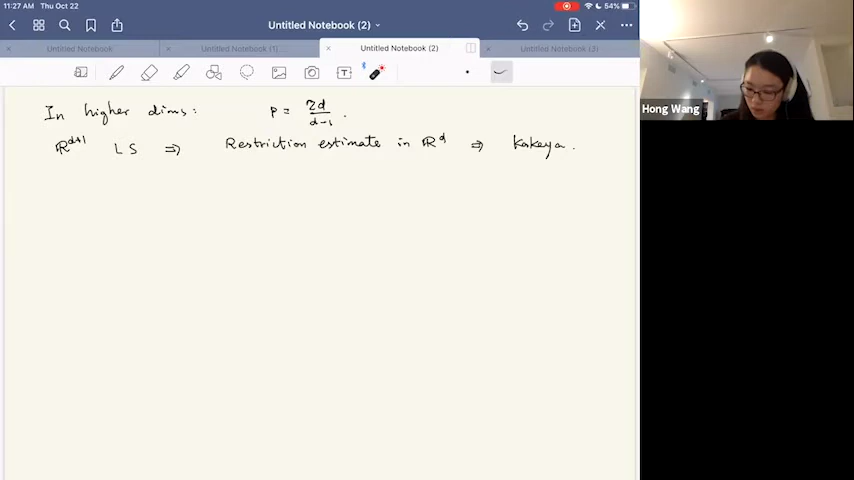 11:27 AM Thu Oct 22
54%
Untitled Notebook (2)
Untitled Notebook
Untitled Notebook (1)
Untitled Notebook (2)
Untitled Notebook (3)
Hong Wang
In higher dims: p = 2d/(d-1).
ℝ^{d+1} LS ⇒ Restriction estimate in ℝ^d ⇒ Kakeya.